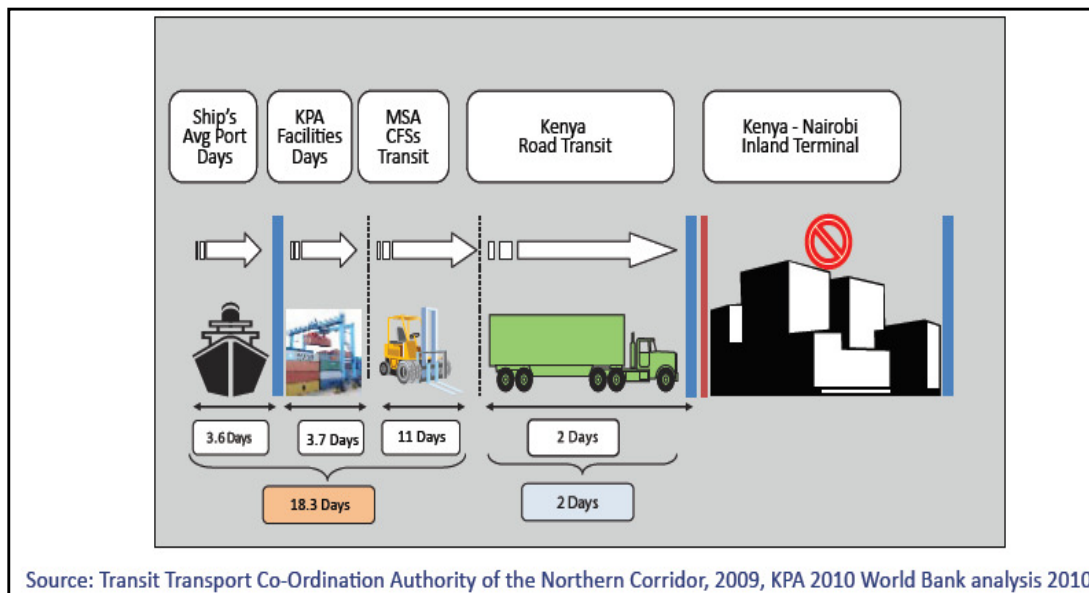 Ship's
Avg Port
Days
KPA
Facilities
Days
MSA
CFSs
Transit
Kenya
Road Transit
Kenya - Nairobi
Inland Terminal
3.6 Days
3.7 Days
11 Days
2 Days
18.3 Days
2 Days
Source: Transit Transport Co-Ordination Authority of the Northern Corridor, 2009, KPA 2010 World Bank analysis 2010